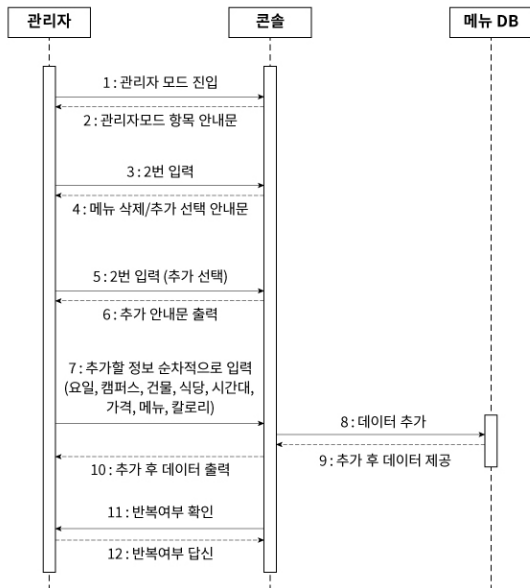 관리자
콘솔
메뉴 DB
1 : 관리자 모드 진입
2 : 관리자모드 항목 안내문
3 : 2번 입력
4 : 메뉴 삭제/추가 선택 안내문
5 : 2번 입력 (추가 선택)
6 : 추가 안내문 출력
7 : 추가할 정보 순차적으로 입력
(요일, 캠퍼스, 건물, 식당, 시간대,
가격, 메뉴, 칼로리)
8 : 데이터 추가
9 : 추가 후 데이터 제공
10 : 추가 후 데이터 출력
11 : 반복여부 확인
12 : 반복여부 답신